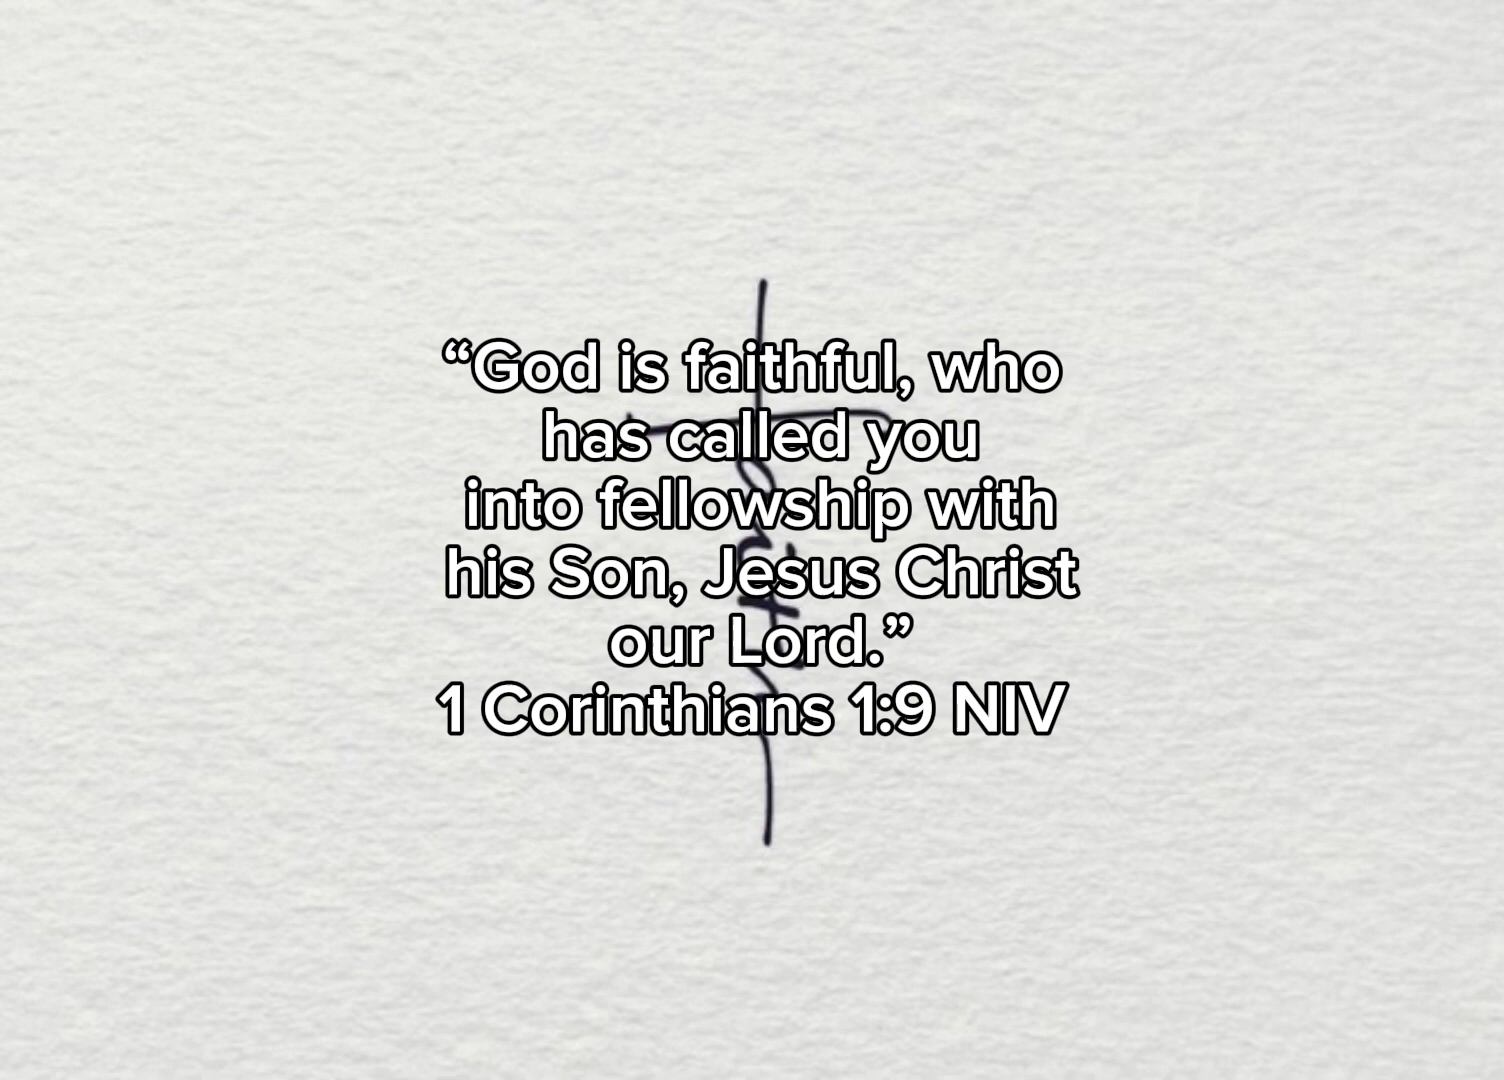 “God is faithful, who
has called you
into fellowship with
his Son, Jesus Christ
our Lord.”
1 Corinthians 1:9 NIV
faith